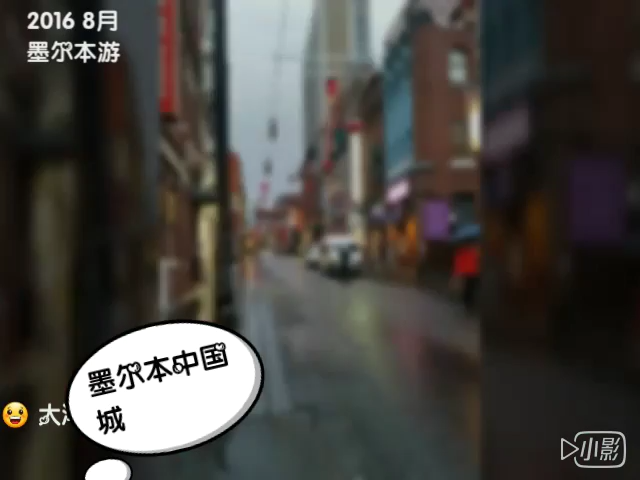 2016 8月
墨尔本游
墨尔本中国
城
小影